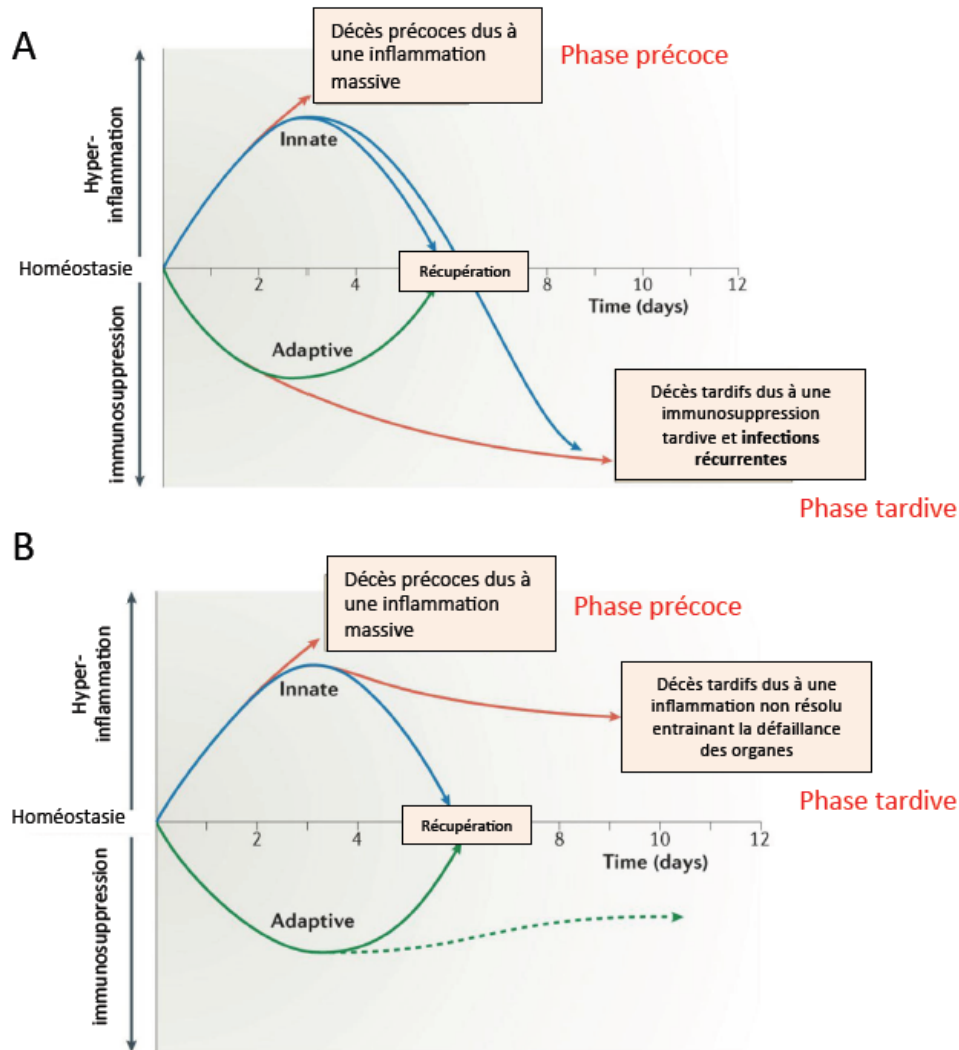 A
Décès précoces dus à
une inflammation
massive
Phase précoce
Hyper-
inflammation
Innate
Homéostasie
Récupération
2
4
8
10
12
Time (days)
immunosuppression
Adaptive
Décès tardifs dus à une
immunosuppression
tardive et infections
récurrentes
Phase tardive
B
Décès précoces dus à
une inflammation
massive
Phase précoce
Hyper-
inflammation
Innate
Décès tardifs dus à une
inflammation non résolu
entrainant la défaillance
des organes
Phase tardive
Homéostasie
Récupération
2
4
8
10
12
Time (days)
immunosuppression
Adaptive